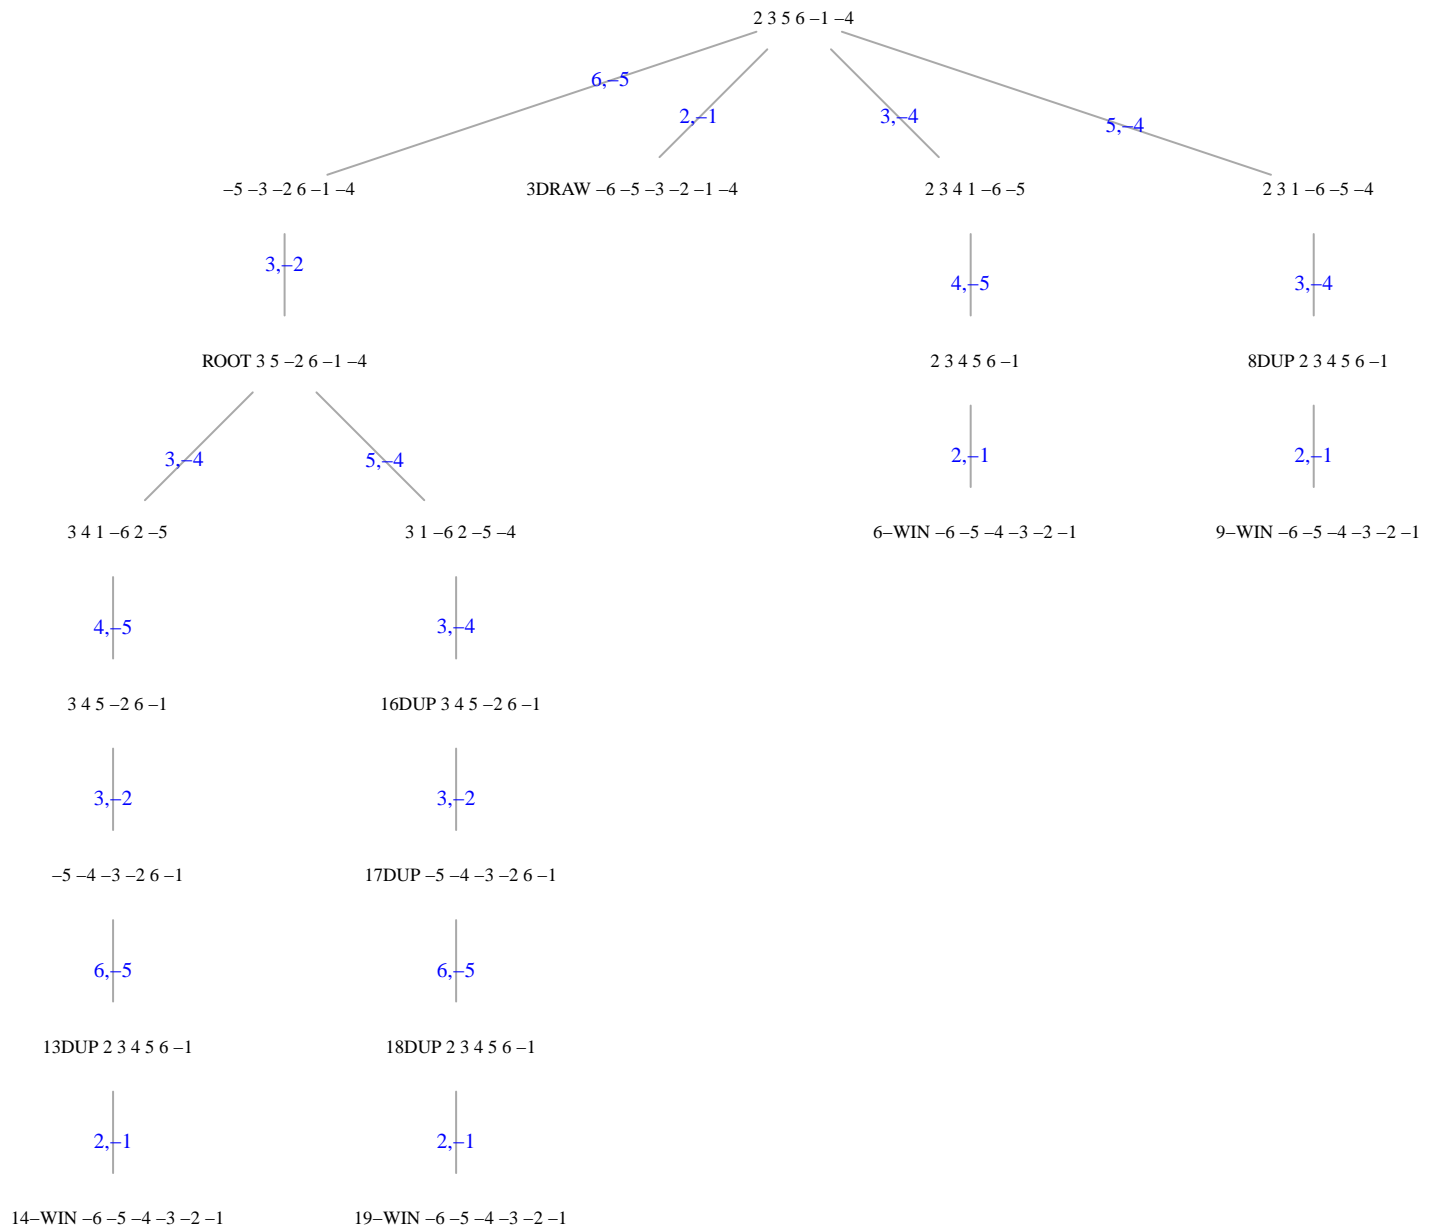 2 3 5 6 –1 –4
6,–5
2,–1
3,–4
5,–4
–5 –3 –2 6 –1 –4
3DRAW –6 –5 –3 –2 –1 –4
2 3 4 1 –6 –5
2 3 1 –6 –5 –4
3,–2
4,–5
3,–4
ROOT 3 5 –2 6 –1 –4
2 3 4 5 6 –1
8DUP 2 3 4 5 6 –1
3,–4
5,–4
2,–1
2,–1
3 4 1 –6 2 –5
3 1 –6 2 –5 –4
6–WIN –6 –5 –4 –3 –2 –1
9–WIN –6 –5 –4 –3 –2 –1
4,–5
3,–4
3 4 5 –2 6 –1
16DUP 3 4 5 –2 6 –1
3,–2
3,–2
–5 –4 –3 –2 6 –1
17DUP –5 –4 –3 –2 6 –1
6,–5
6,–5
13DUP 2 3 4 5 6 –1
18DUP 2 3 4 5 6 –1
2,–1
2,–1
14–WIN –6 –5 –4 –3 –2 –1
19–WIN –6 –5 –4 –3 –2 –1